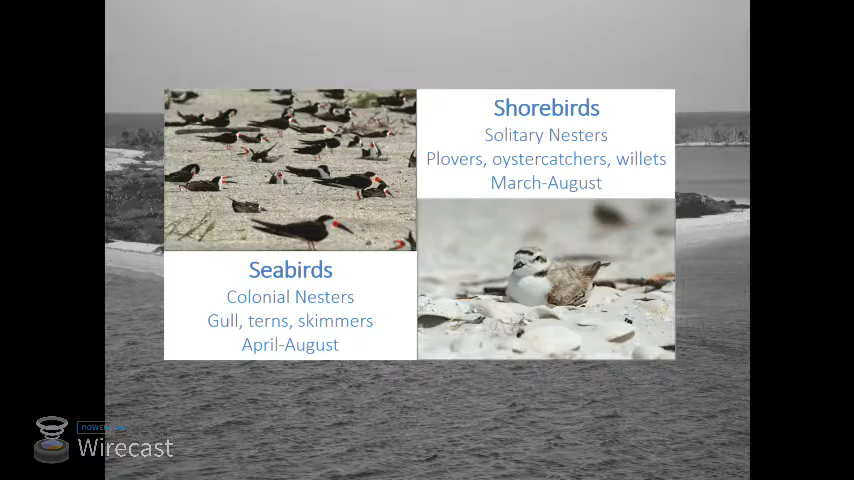 Shorebirds
Solitary Nesters
Plovers, oystercatchers, willets
March-August
Seabirds
Colonial Nesters
Gull, terns, skimmers
April-August
Wirecast